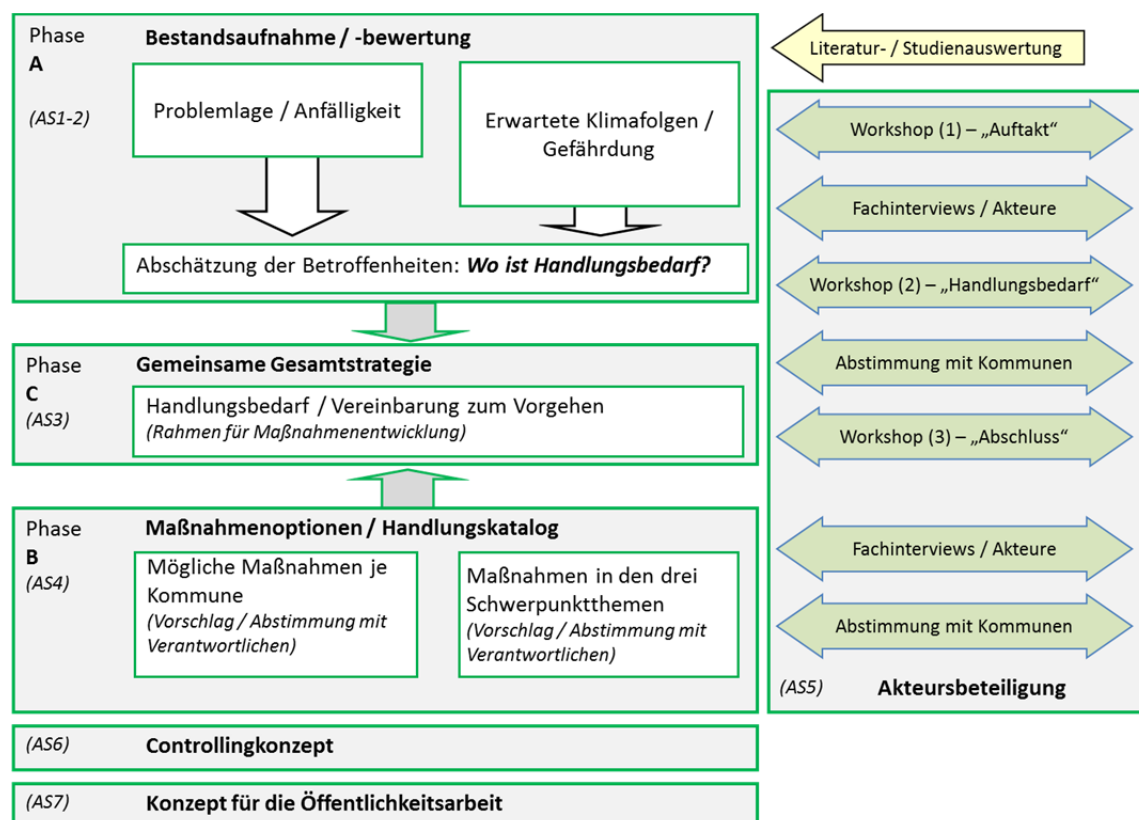 Phase
A
(AS1-2)
Bestandsaufnahme / -bewertung
Problemlage / Anfälligkeit
Erwartete Klimafolgen /
Gefährdung
Abschätzung der Betroffenheiten: Wo ist Handlungsbedarf?
Phase
C
(AS3)
Gemeinsame Gesamtstrategie
Handlungsbedarf / Vereinbarung zum Vorgehen
(Rahmen für Maßnahmenentwicklung)
Phase
B
(AS4)
Maßnahmenoptionen / Handlungskatalog
Mögliche Maßnahmen je
Kommune
(Vorschlag / Abstimmung mit
Verantwortlichen)
Maßnahmen in den drei
Schwerpunktthemen
(Vorschlag / Abstimmung mit
Verantwortlichen)
(AS6)
Controllingkonzept
(AS7)
Konzept für die Öffentlichkeitsarbeit
Literatur- / Studienauswertung
Workshop (1) – „Auftakt“
Fachinterviews / Akteure
Workshop (2) – „Handlungsbedarf“
Abstimmung mit Kommunen
Workshop (3) – „Abschluss“
Fachinterviews / Akteure
Abstimmung mit Kommunen
(AS5)
Akteursbeteiligung